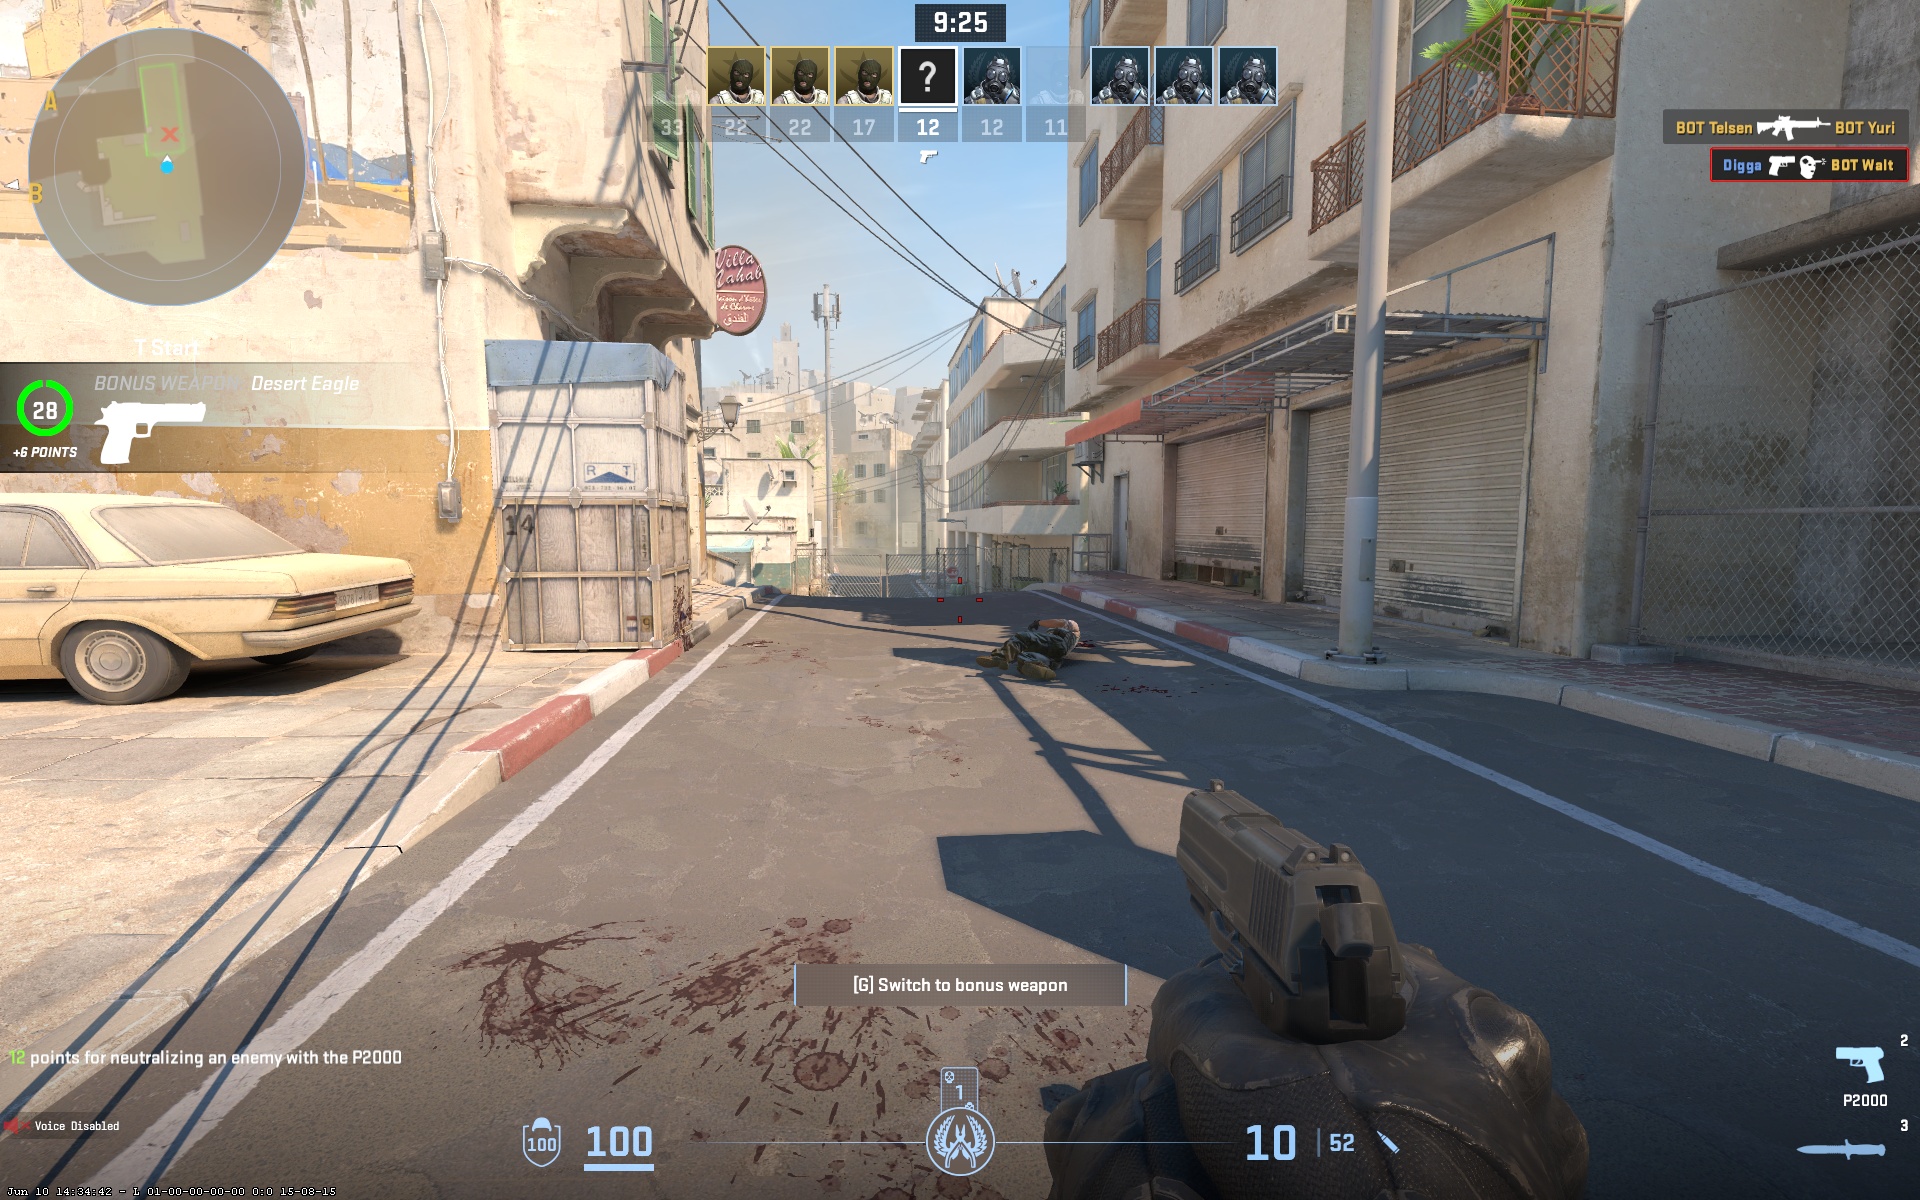 9:25
?
33 22 22 17 12 12 11
BOT Telsen BOT Yuri
Digga BOT Walt
A
B
T Start
BONUS WEAPON Desert Eagle
28
+6 POINTS
Villa
Zahab
لفندق
R T
14
[G] Switch to bonus weapon
12 points for neutralizing an enemy with the P2000
Voice Disabled
100
100
1
10 | 52
2
P2000
3
Jun 10 14:34:42 - L 01-00-00-00-00 0:0 15-08-15